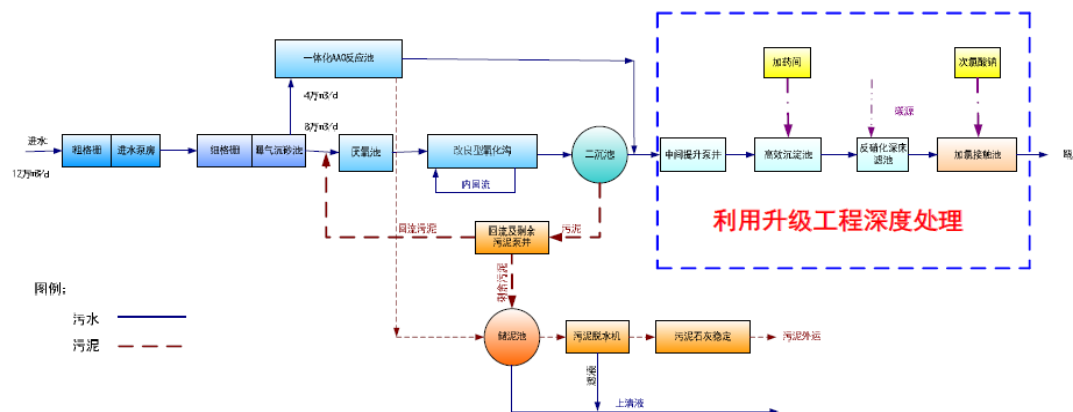 一体化AAO反应池
加药间
次氯酸钠
4万m3/d
8万m3/d
碳源
进水
12万m3/d
粗格栅
进水泵房
细格栅
曝气沉砂池
厌氧池
改良型氧化沟
内回流
二沉池
中间提升泵井
高效沉淀池
反硝化深床
滤池
加氯接触池
利用升级工程深度处理
回流污泥
回流及剩余
污泥泵井
污泥
剩余污泥
图例:
污水
污泥
储泥池
污泥脱水机
污泥石灰稳定
污泥外运
滤液
上清液